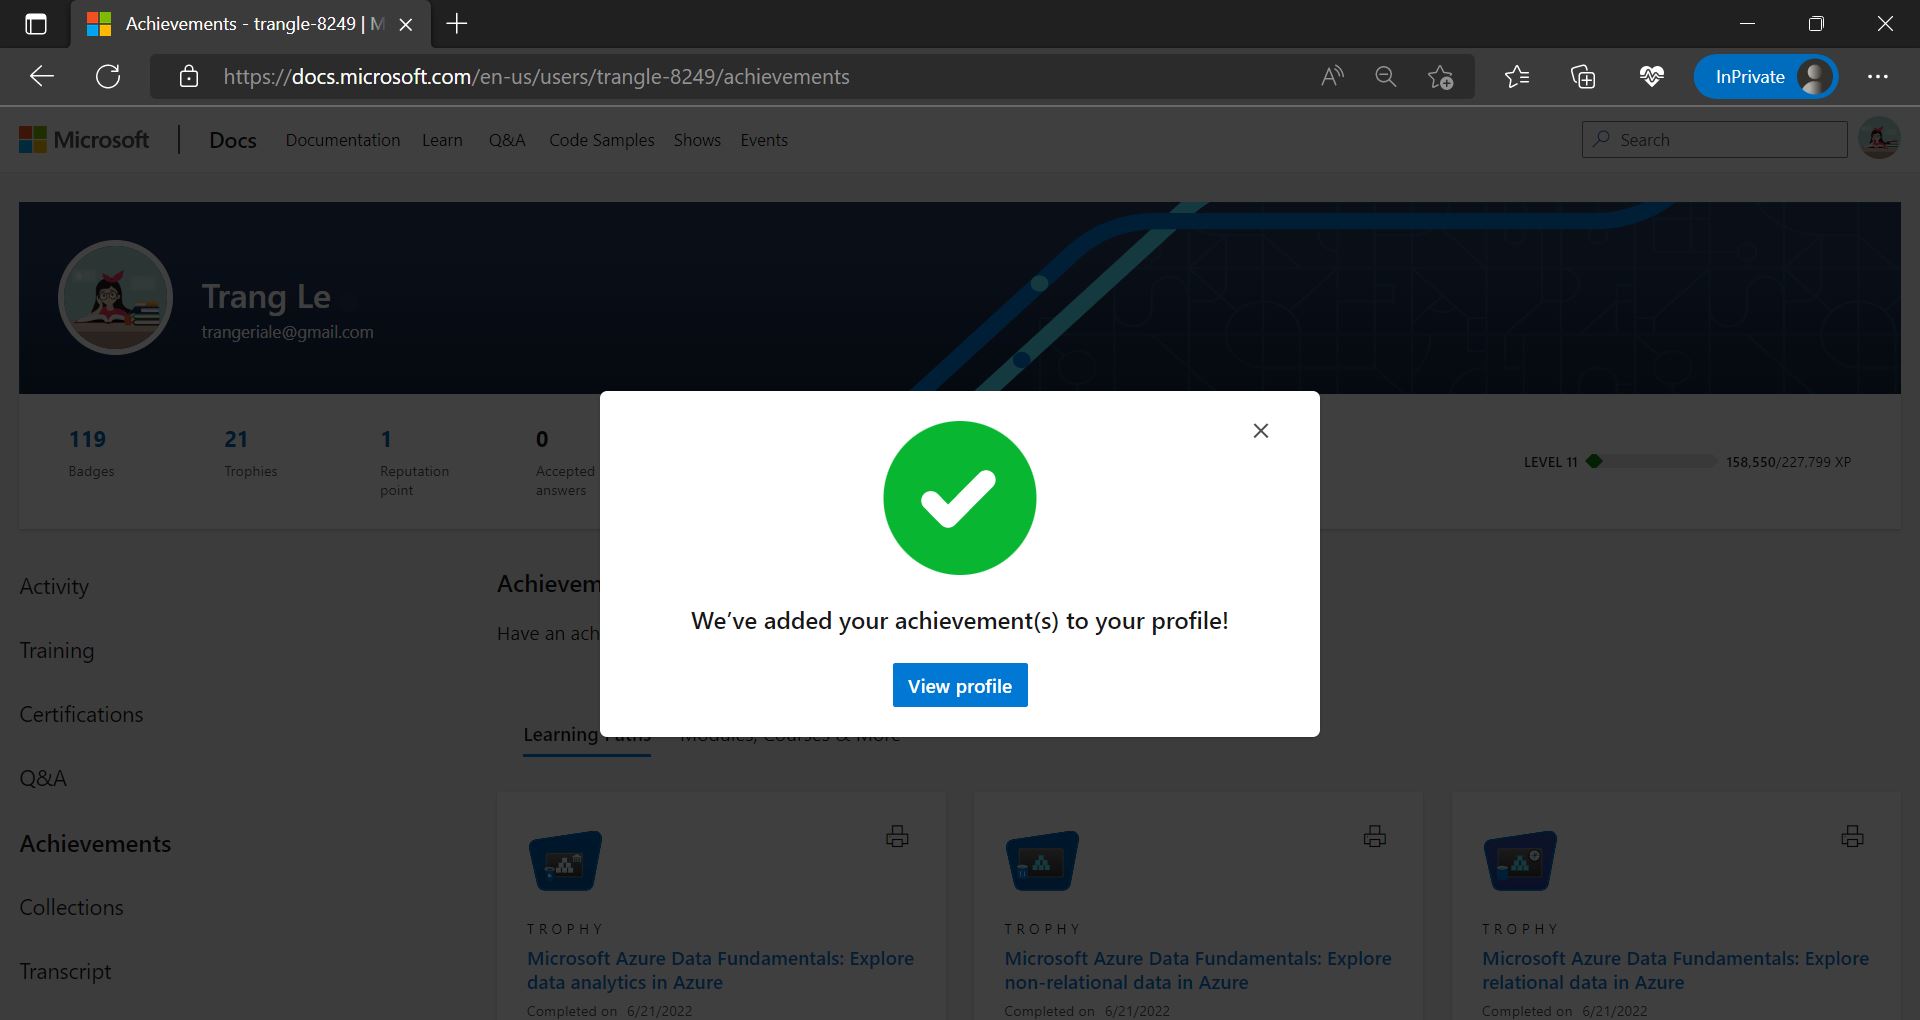 Achievements - trangle-8249 | M
https://docs.microsoft.com/en-us/users/trangle-8249/achievements
InPrivate
Microsoft
Docs
Documentation
Learn
Q&A
Code Samples
Shows
Events
Search
Trang Le
trangeriale@gmail.com
119
Badges
21
Trophies
1
Reputation
point
0
Accepted
answers
LEVEL 11
158,550/227,799 XP
We've added your achievement(s) to your profile!
View profile
Activity
Training
Certifications
Q&A
Achievements
Collections
Transcript
Achievem
Have an ach
Learning Paths
Modules, Courses & More
TROPHY
Microsoft Azure Data Fundamentals: Explore
data analytics in Azure
Completed on 6/21/2022
TROPHY
Microsoft Azure Data Fundamentals: Explore
non-relational data in Azure
Completed on 6/21/2022
TROPHY
Microsoft Azure Data Fundamentals: Explore
relational data in Azure
Completed on 6/21/2022